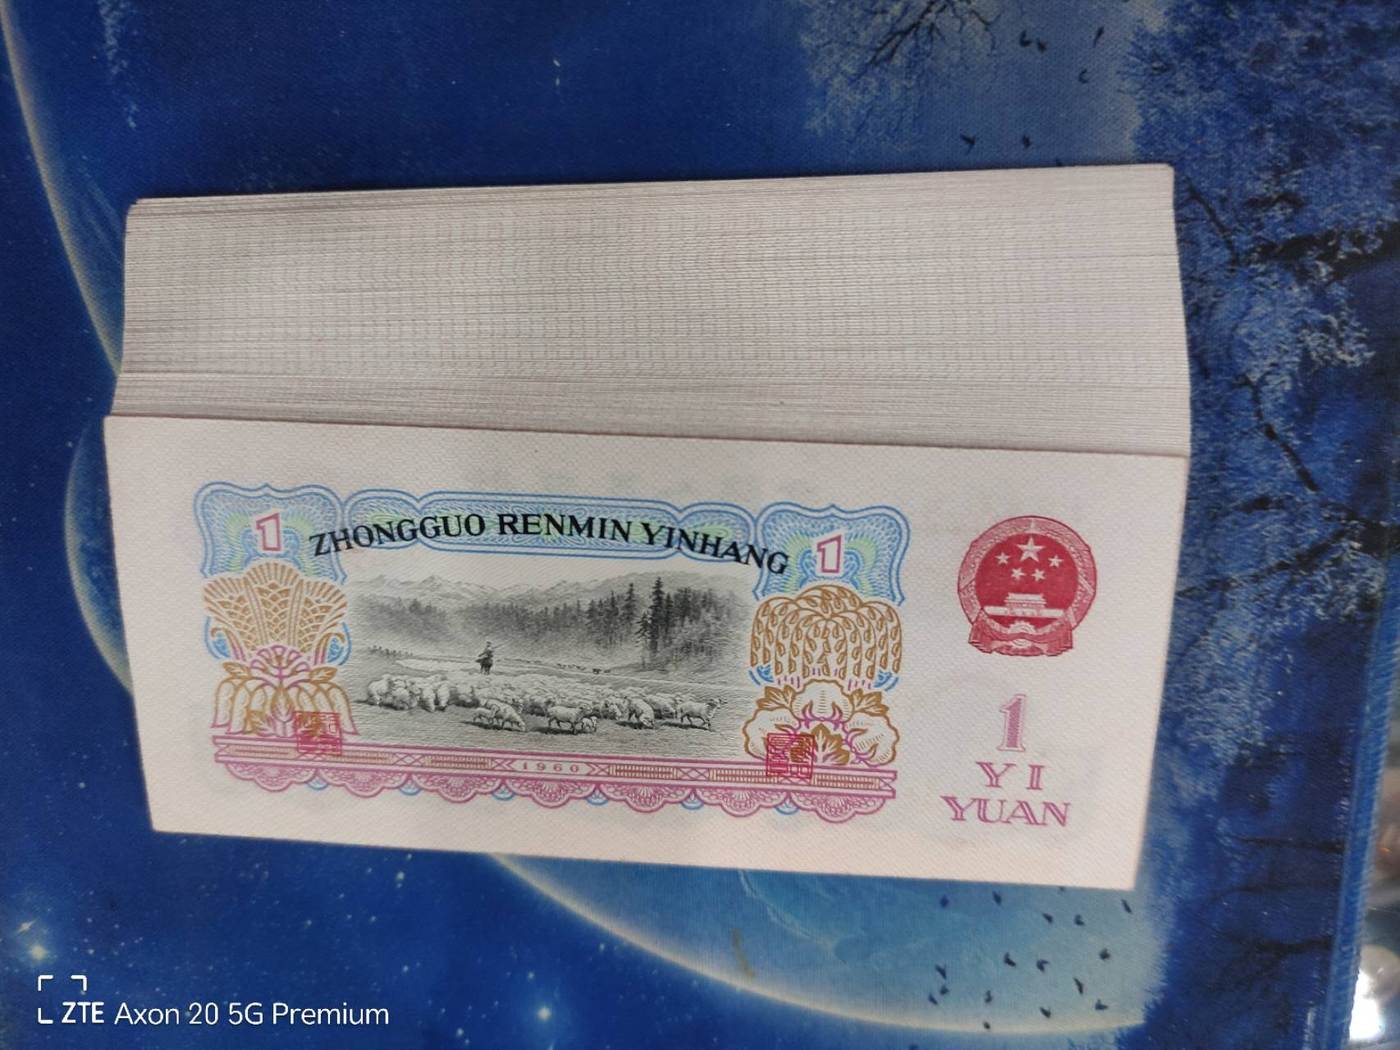 1
ZHONGGUO RENMIN YINHANG
1
1960
1
YI
YUAN
ZTE Axon 20 5G Premium